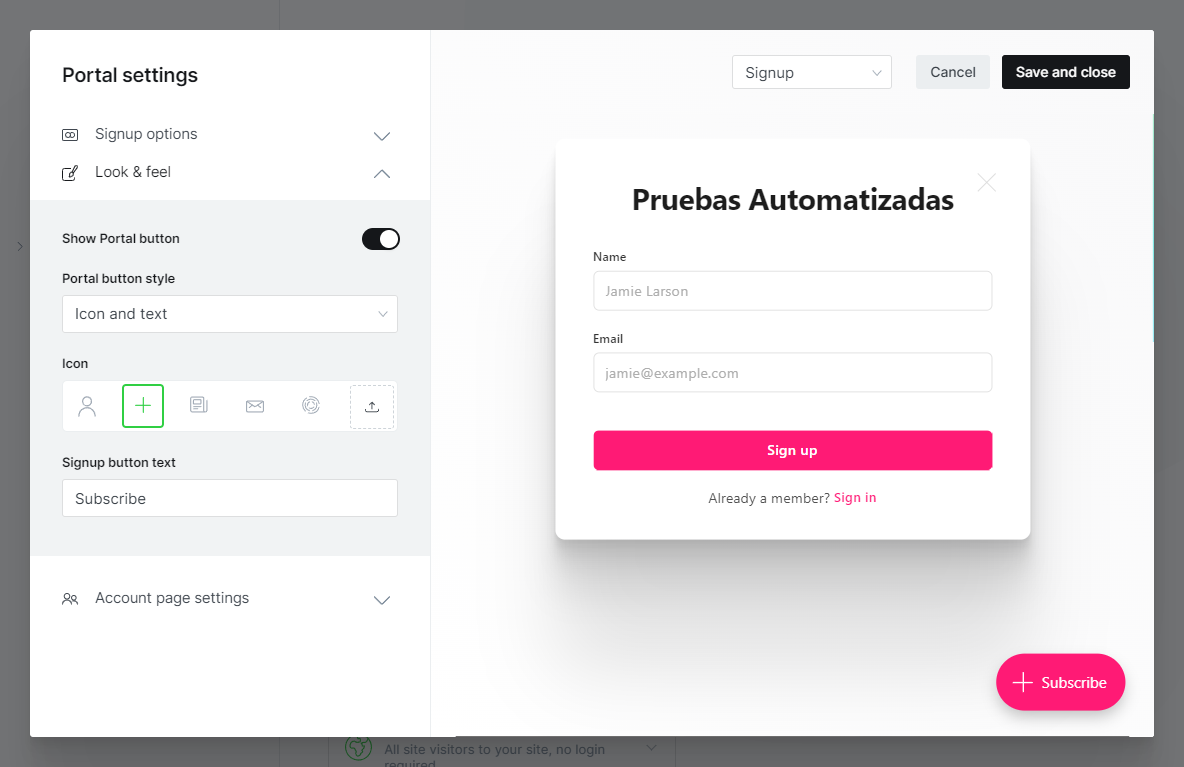 Portal settings
Signup options
Look & feel
Show Portal button
Portal button style
Icon and text
Icon
Signup button text
Subscribe
Account page settings
Signup
Cancel
Save and close
Pruebas Automatizadas
Name
Jamie Larson
Email
jamie@example.com
Sign up
Already a member? Sign in
Subscribe
All site visitors to your site, no login
required